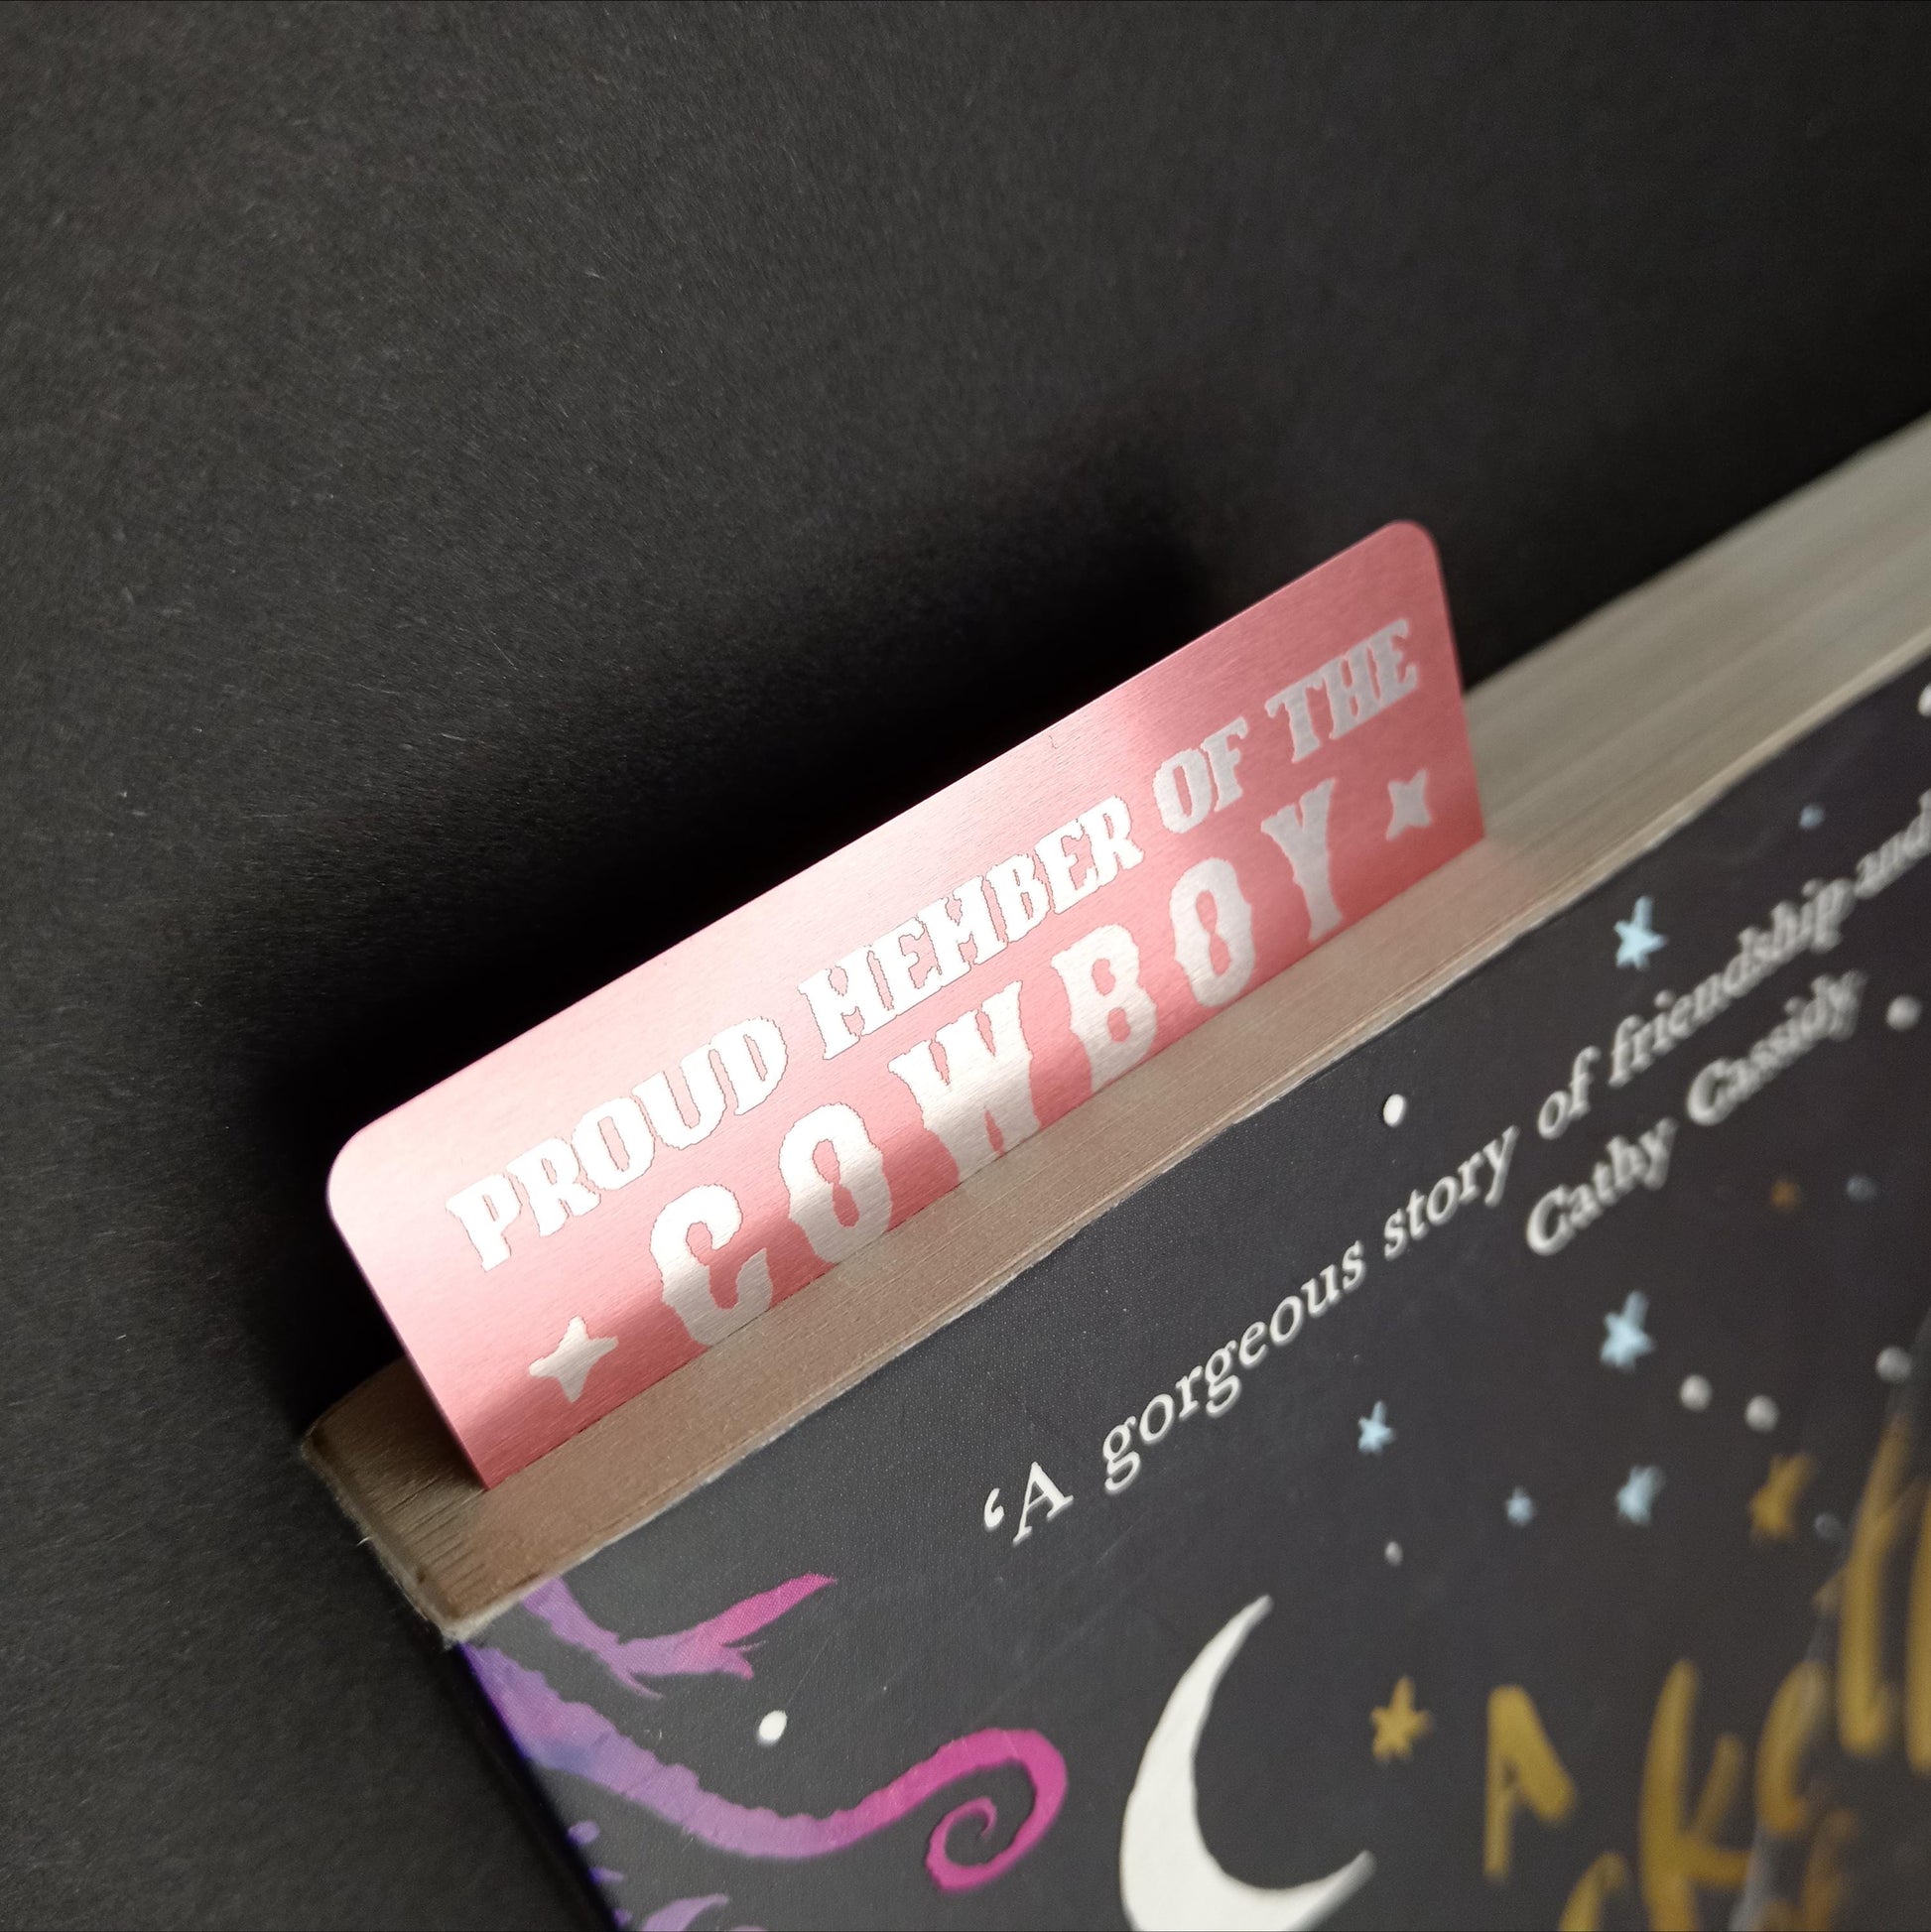 PROUD MEMBER OF THE
COWBOY
‘A gorgeous story of friendship and
Cathy Cassidy
A